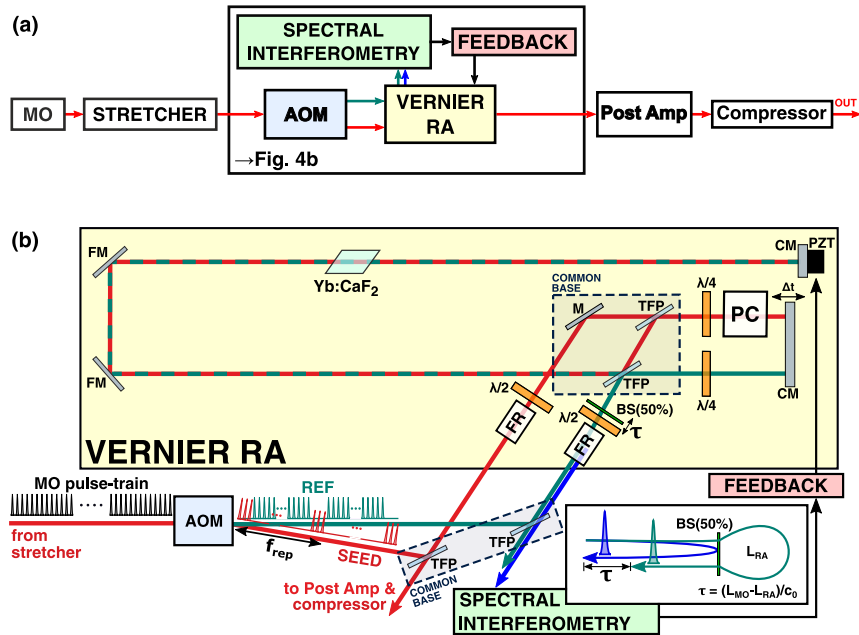 (a)
SPECTRAL
INTERFEROMETRY
FEEDBACK
MO
STRETCHER
AOM
VERNIER
RA
Post Amp
Compressor
OUT
→Fig. 4b
(b)
FM
Yb:CaF₂
CM
PZT
COMMON
BASE
M
TFP
λ/4
PC
Δt
FM
TFP
λ/4
CM
λ/2
FR
λ/2
BS(50%)
FR
τ
VERNIER RA
MO pulse-train
REF
FEEDBACK
AOM
from
stretcher
f_rep
SEED
TFP
TFP
COMMON
BASE
to Post Amp &
compressor
SPECTRAL
INTERFEROMETRY
BS(50%)
L_RA
τ
τ = (L_MO-L_RA)/c₀